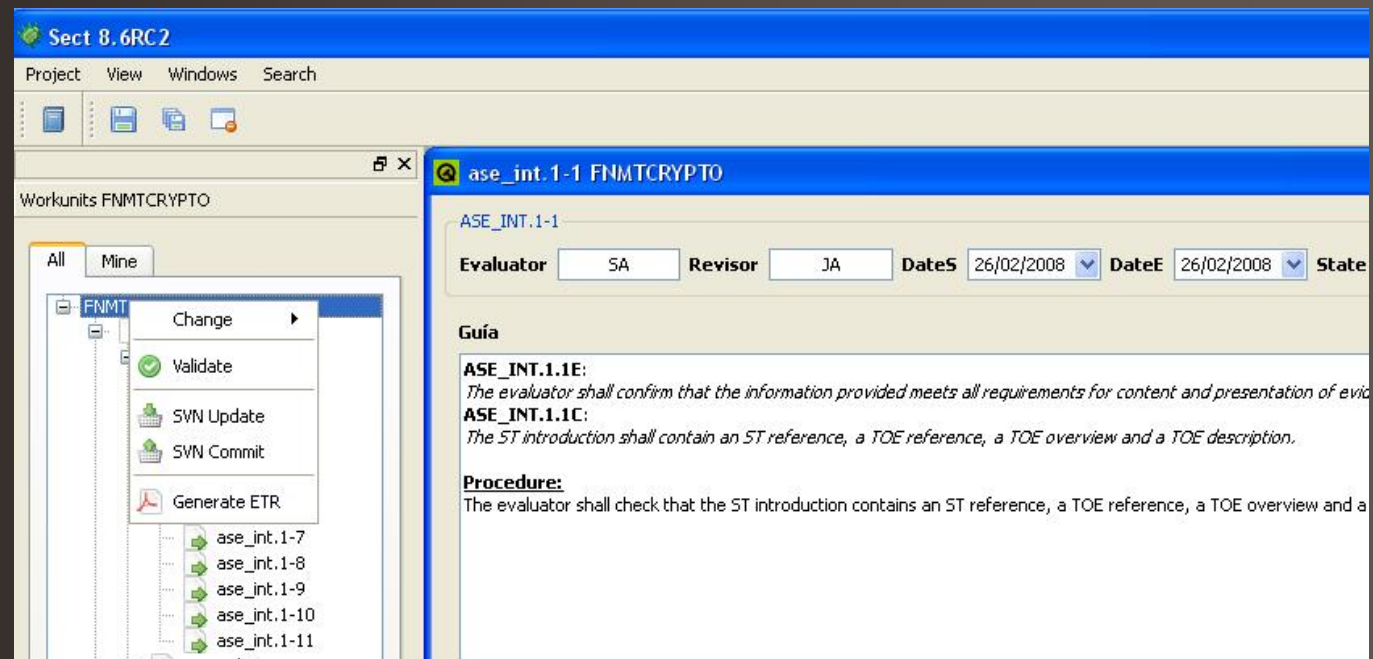 Sect 8.6RC2
Project View Windows Search
Workunits FNMTCRYPTO
All Mine
FNMT
Change
Validate
SVN Update
SVN Commit
Generate ETR
ase_int.1-7
ase_int.1-8
ase_int.1-9
ase_int.1-10
ase_int.1-11
ase_int.1-1 FNMTCRYPTO
ASE_INT.1-1
Evaluator SA Revisor JA DateS 26/02/2008 DateE 26/02/2008 State
Guía
ASE_INT.1.1E:
The evaluator shall confirm that the information provided meets all requirements for content and presentation of evid
ASE_INT.1.1C:
The ST introduction shall contain an ST reference, a TOE reference, a TOE overview and a TOE description.
Procedure:
The evaluator shall check that the ST introduction contains an ST reference, a TOE reference, a TOE overview and a